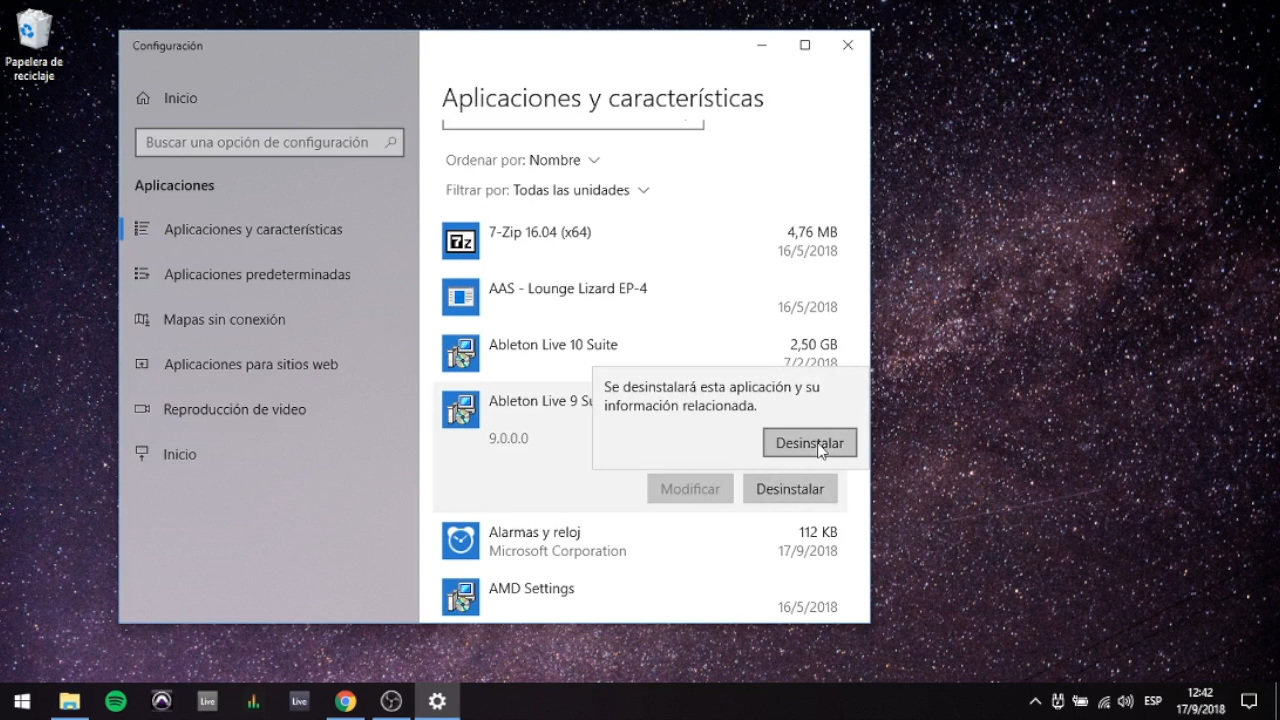 Papelera de
reciclaje
Configuración
Inicio
Buscar una opción de configuración
Aplicaciones
Aplicaciones y características
Aplicaciones predeterminadas
Mapas sin conexión
Aplicaciones para sitios web
Reproducción de video
Inicio
Aplicaciones y características
Ordenar por: Nombre
Filtrar por: Todas las unidades
7-Zip 16.04 (x64) 4,76 MB
16/5/2018
AAS - Lounge Lizard EP-4
16/5/2018
Ableton Live 10 Suite 2,50 GB
7/2/2018
Ableton Live 9 Su
9.0.0.0
Se desinstalará esta aplicación y su
información relacionada.
Desinstalar
Modificar Desinstalar
Alarmas y reloj 112 KB
Microsoft Corporation 17/9/2018
AMD Settings
16/5/2018
Live Live ESP 12:42
17/9/2018